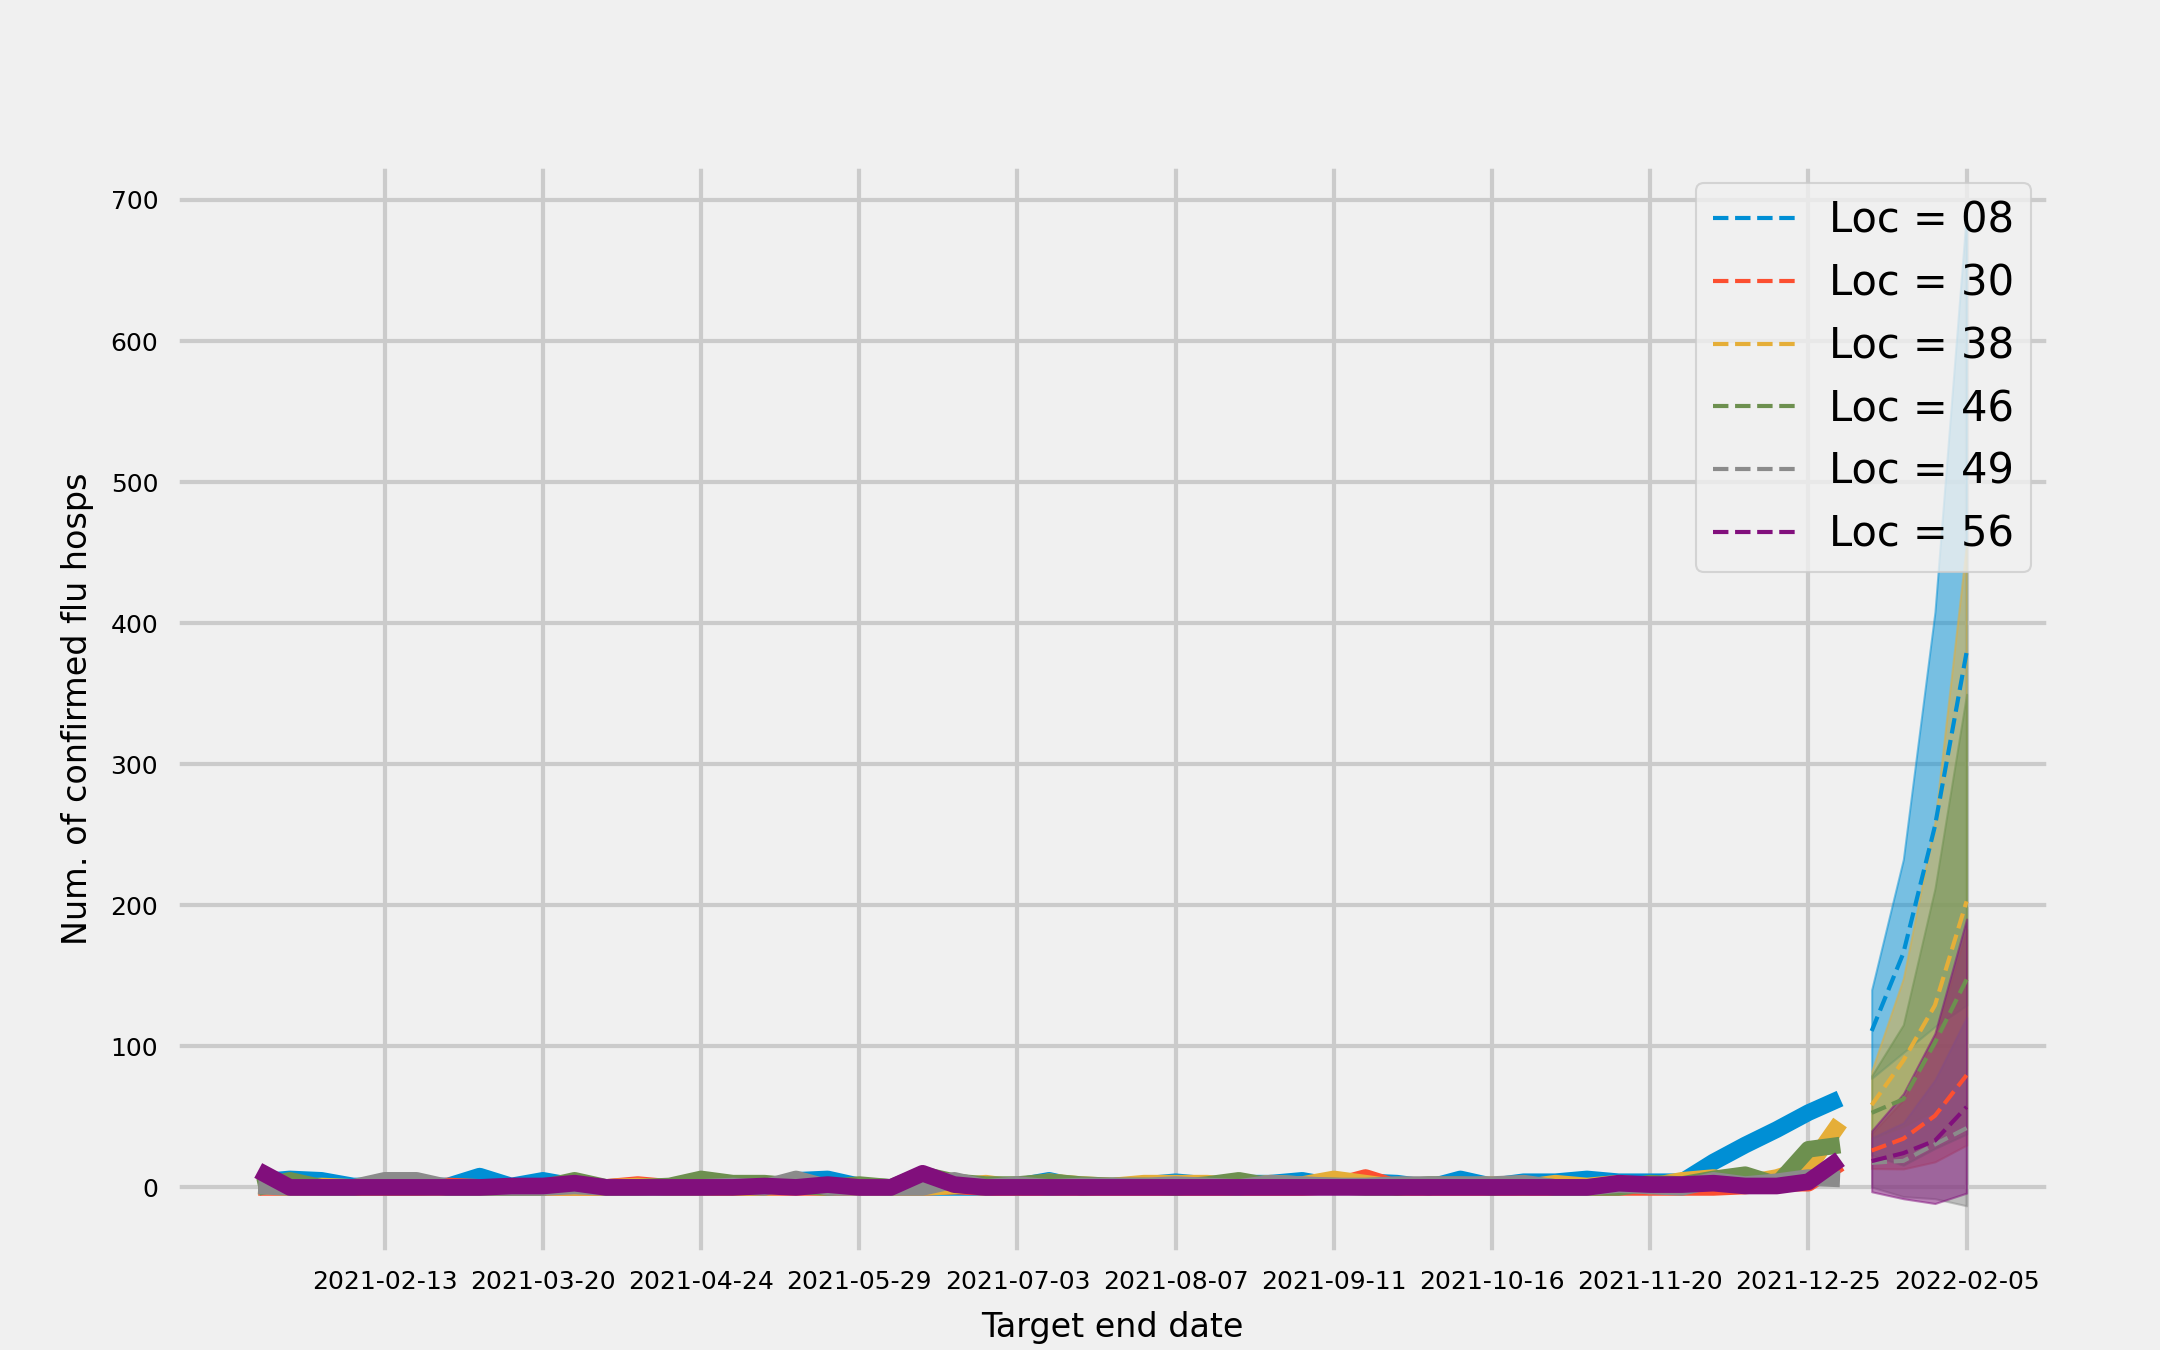 700
600
500
400
300
200
100
0
Num. of confirmed flu hosps
Loc = 08
Loc = 30
Loc = 38
Loc = 46
Loc = 49
Loc = 56
2021-02-13 2021-03-20 2021-04-24 2021-05-29 2021-07-03 2021-08-07 2021-09-11 2021-10-16 2021-11-20 2021-12-25 2022-02-05
Target end date